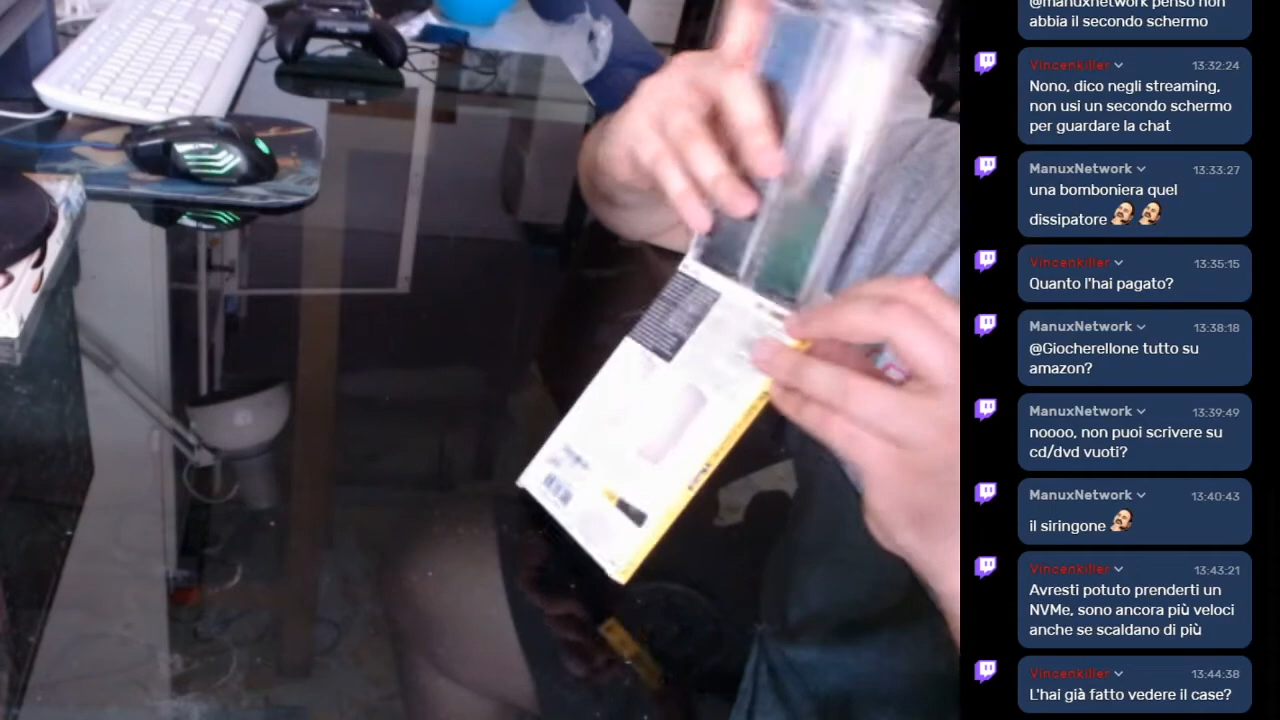 @manuxnetwork penso non
abbia il secondo schermo
Vincenkiller 13:32:24
Nono, dico negli streaming,
non usi un secondo schermo
per guardare la chat
ManuxNetwork 13:33:27
una bomboniera quel
dissipatore
Vincenkiller 13:35:15
Quanto l'hai pagato?
ManuxNetwork 13:38:18
@Giocherellone tutto su
amazon?
ManuxNetwork 13:39:49
noooo, non puoi scrivere su
cd/dvd vuoti?
ManuxNetwork 13:40:43
il siringone
Vincenkiller 13:43:21
Avresti potuto prenderti un
NVMe, sono ancora più veloci
anche se scaldano di più
Vincenkiller 13:44:38
L'hai già fatto vedere il case?